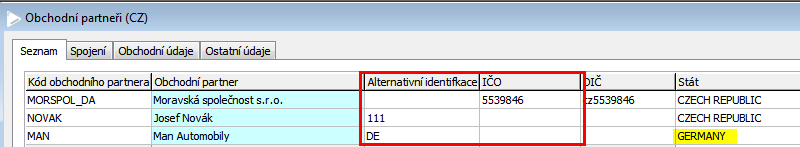 Obchodní partneři (CZ)
Seznam Spojení Obchodní údaje Ostatní údaje
Kód obchodního partnera Obchodní partner Alternativní identifkace IČO DIČ Stát
MORSPOL_DA Moravská společnost s.r.o. 5539846 cz5539846 CZECH REPUBLIC
NOVAK Josef Novák 111 CZECH REPUBLIC
MAN Man Automobily DE GERMANY